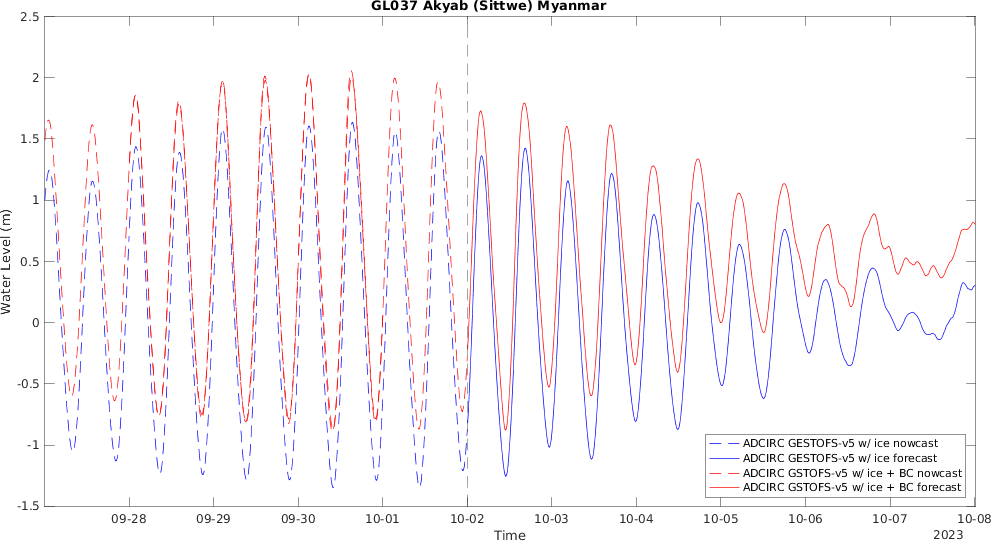 GL037 Akyab (Sittwe) Myanmar
2.5
2
1.5
1
0.5
0
-0.5
-1
-1.5
Water Level (m)
ADCIRC GESTOFS-v5 w/ ice nowcast
ADCIRC GESTOFS-v5 w/ ice forecast
ADCIRC GSTOFS-v5 w/ ice + BC nowcast
ADCIRC GSTOFS-v5 w/ ice + BC forecast
09-28 09-29 09-30 10-01 10-02 10-03 10-04 10-05 10-06 10-07 10-08
Time
2023